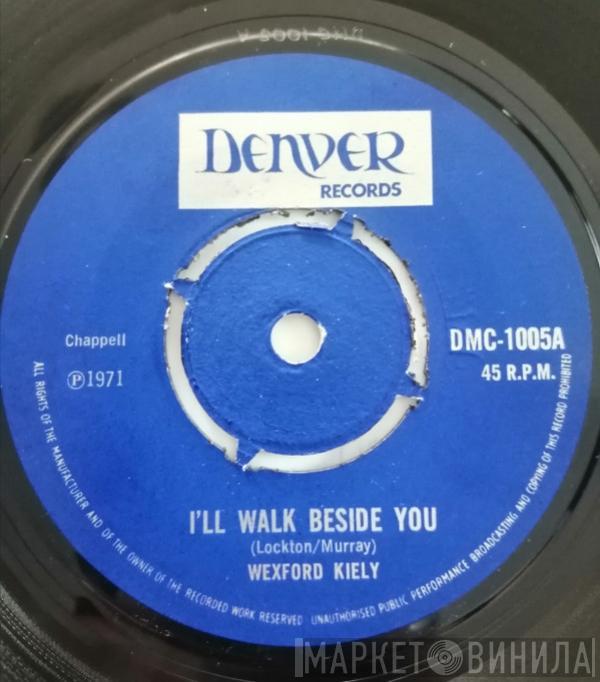 DMC 1005 A
DENVER
RECORDS
Chappell
℗1971
DMC-1005A
45 R.P.M.
I'LL WALK BESIDE YOU
(Lockton/Murray)
WEXFORD KIELY
ALL RIGHTS OF THE MANUFACTURER AND OF THE OWNER OF THE RECORDED WORK RESERVED UNAUTHORISED PUBLIC PERFORMANCE BROADCASTING AND COPYING OF THIS RECORD PROHIBITED
МАРКЕТ ВИНИЛА